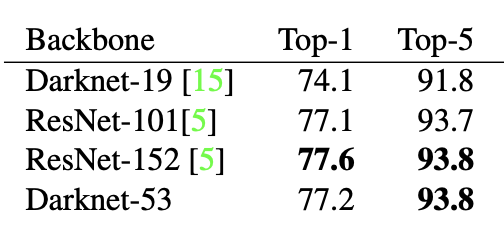 Backbone Top-1 Top-5
Darknet-19 [15] 74.1 91.8
ResNet-101[5] 77.1 93.7
ResNet-152 [5] 77.6 93.8
Darknet-53 77.2 93.8